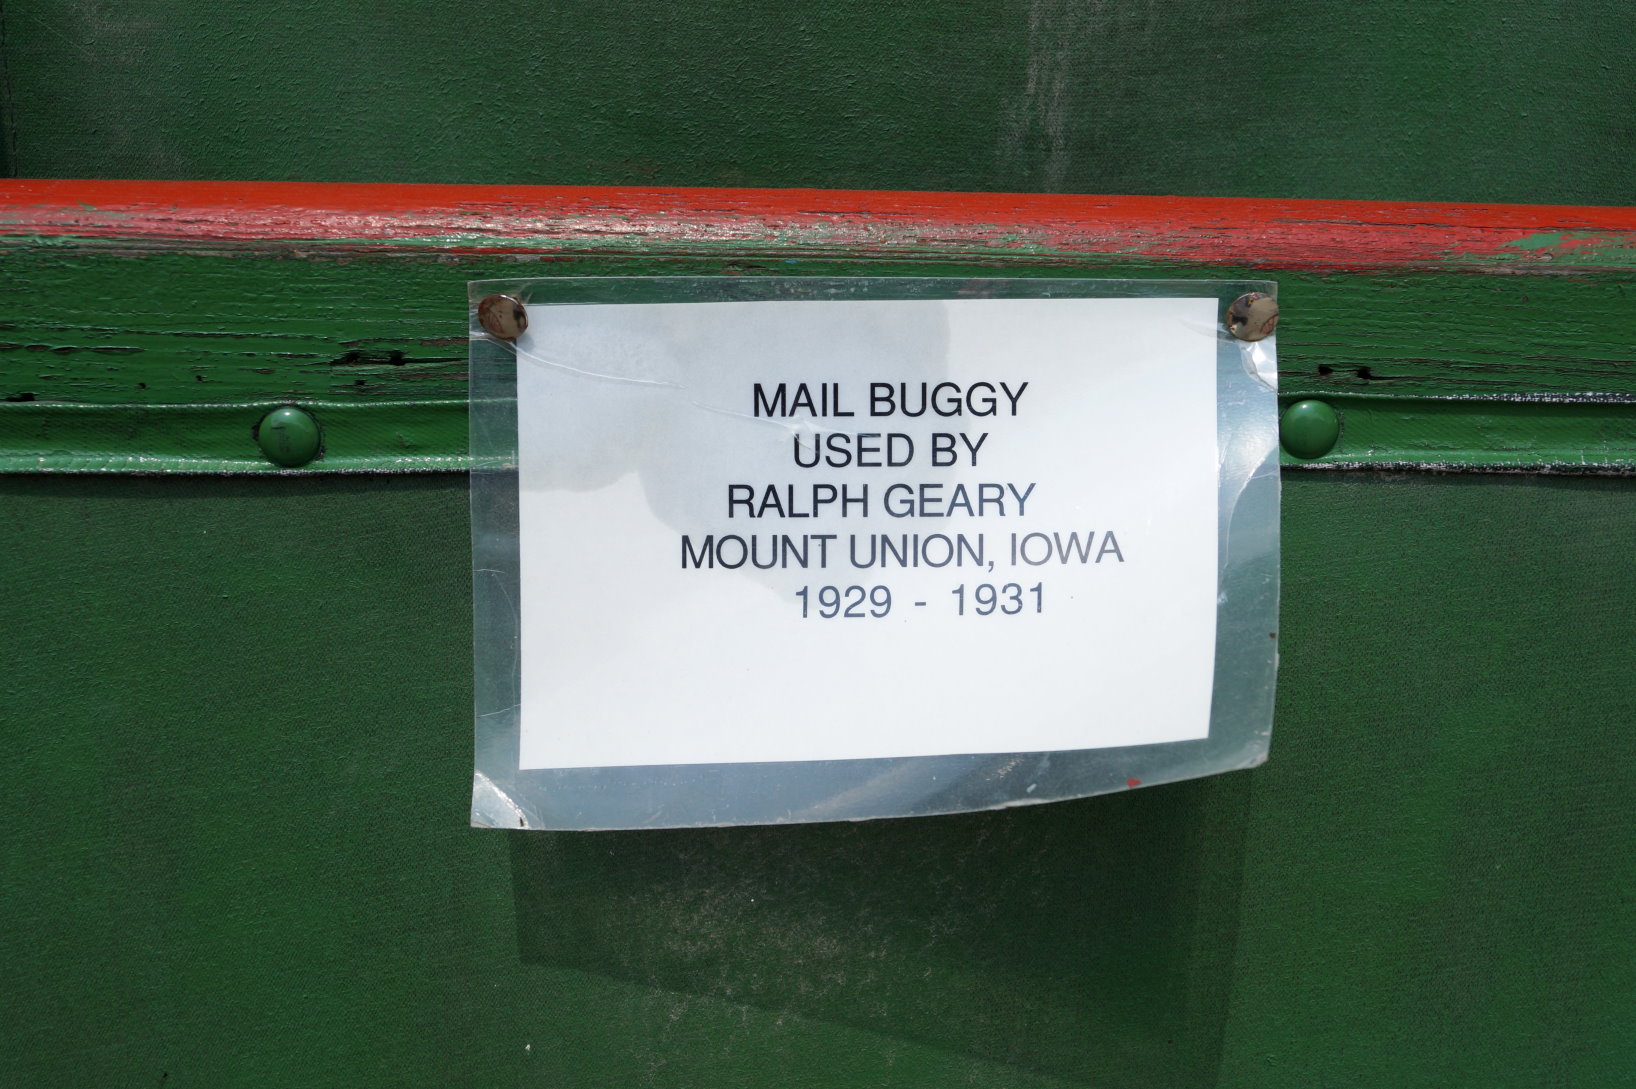 MAIL BUGGY
USED BY
RALPH GEARY
MOUNT UNION, IOWA
1929 - 1931